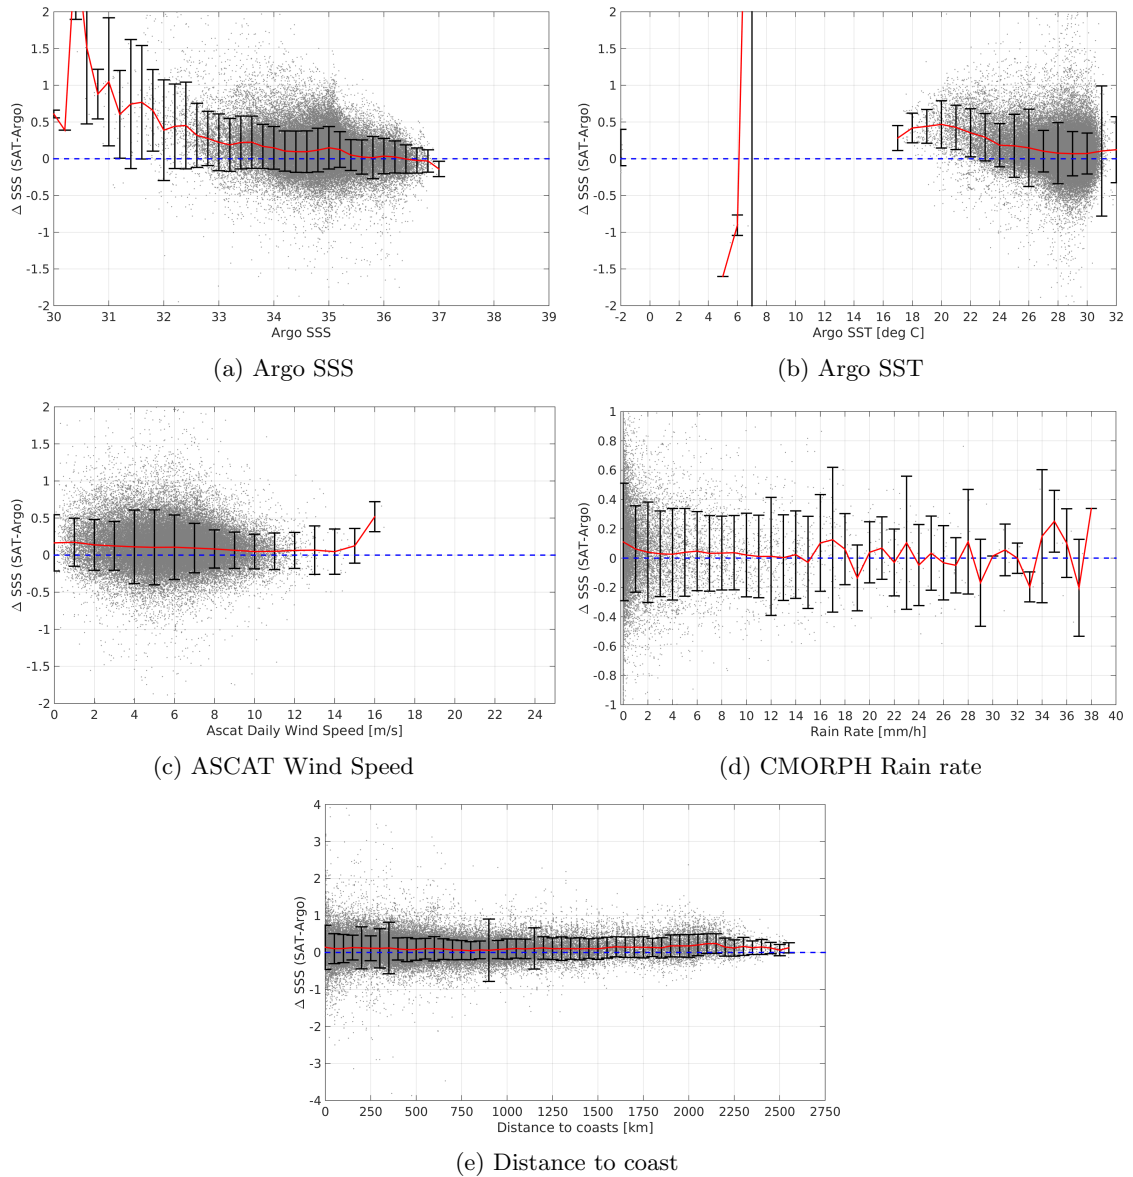 2
1.5
1
0.5
0
-0.5
-1
-1.5
-2
Δ SSS (SAT-Argo)
30 31 32 33 34 35 36 37 38 39
Argo SSS
(a) Argo SSS
2
1.5
1
0.5
0
-0.5
-1
-1.5
-2
Δ SSS (SAT-Argo)
-2 0 2 4 6 8 10 12 14 16 18 20 22 24 26 28 30 32
Argo SST [deg C]
(b) Argo SST
2
1.5
1
0.5
0
-0.5
-1
-1.5
-2
Δ SSS (SAT-Argo)
0 2 4 6 8 10 12 14 16 18 20 22 24
Ascat Daily Wind Speed [m/s]
(c) ASCAT Wind Speed
1
0.8
0.6
0.4
0.2
0
-0.2
-0.4
-0.6
-0.8
-1
Δ SSS (SAT-Argo)
0 2 4 6 8 10 12 14 16 18 20 22 24 26 28 30 32 34 36 38 40
Rain Rate [mm/h]
(d) CMORPH Rain rate
4
3
2
1
0
-1
-2
-3
-4
Δ SSS (SAT-Argo)
0 250 500 750 1000 1250 1500 1750 2000 2250 2500 2750
Distance to coasts [km]
(e) Distance to coast